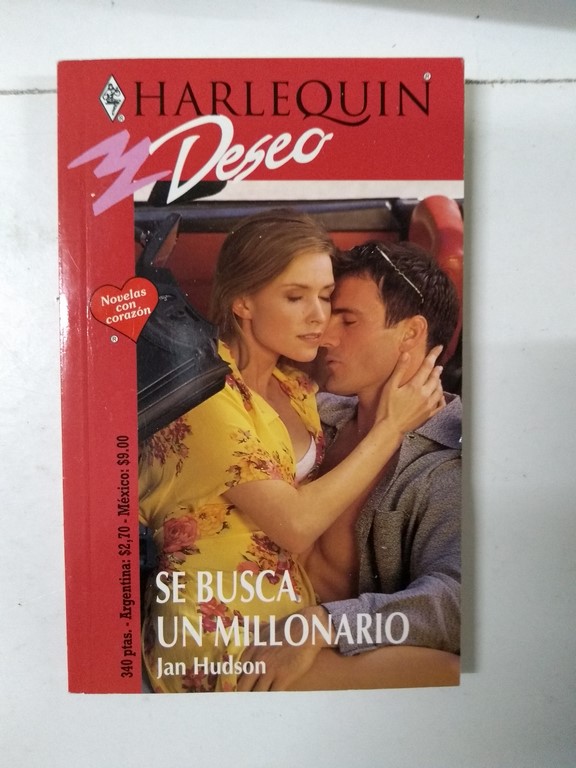 HARLEQUIN
Deseo
Novelas
con
corazón
340 ptas. - Argentina: $2,70 - México: $9.00
SE BUSCA
UN MILLONARIO
Jan Hudson